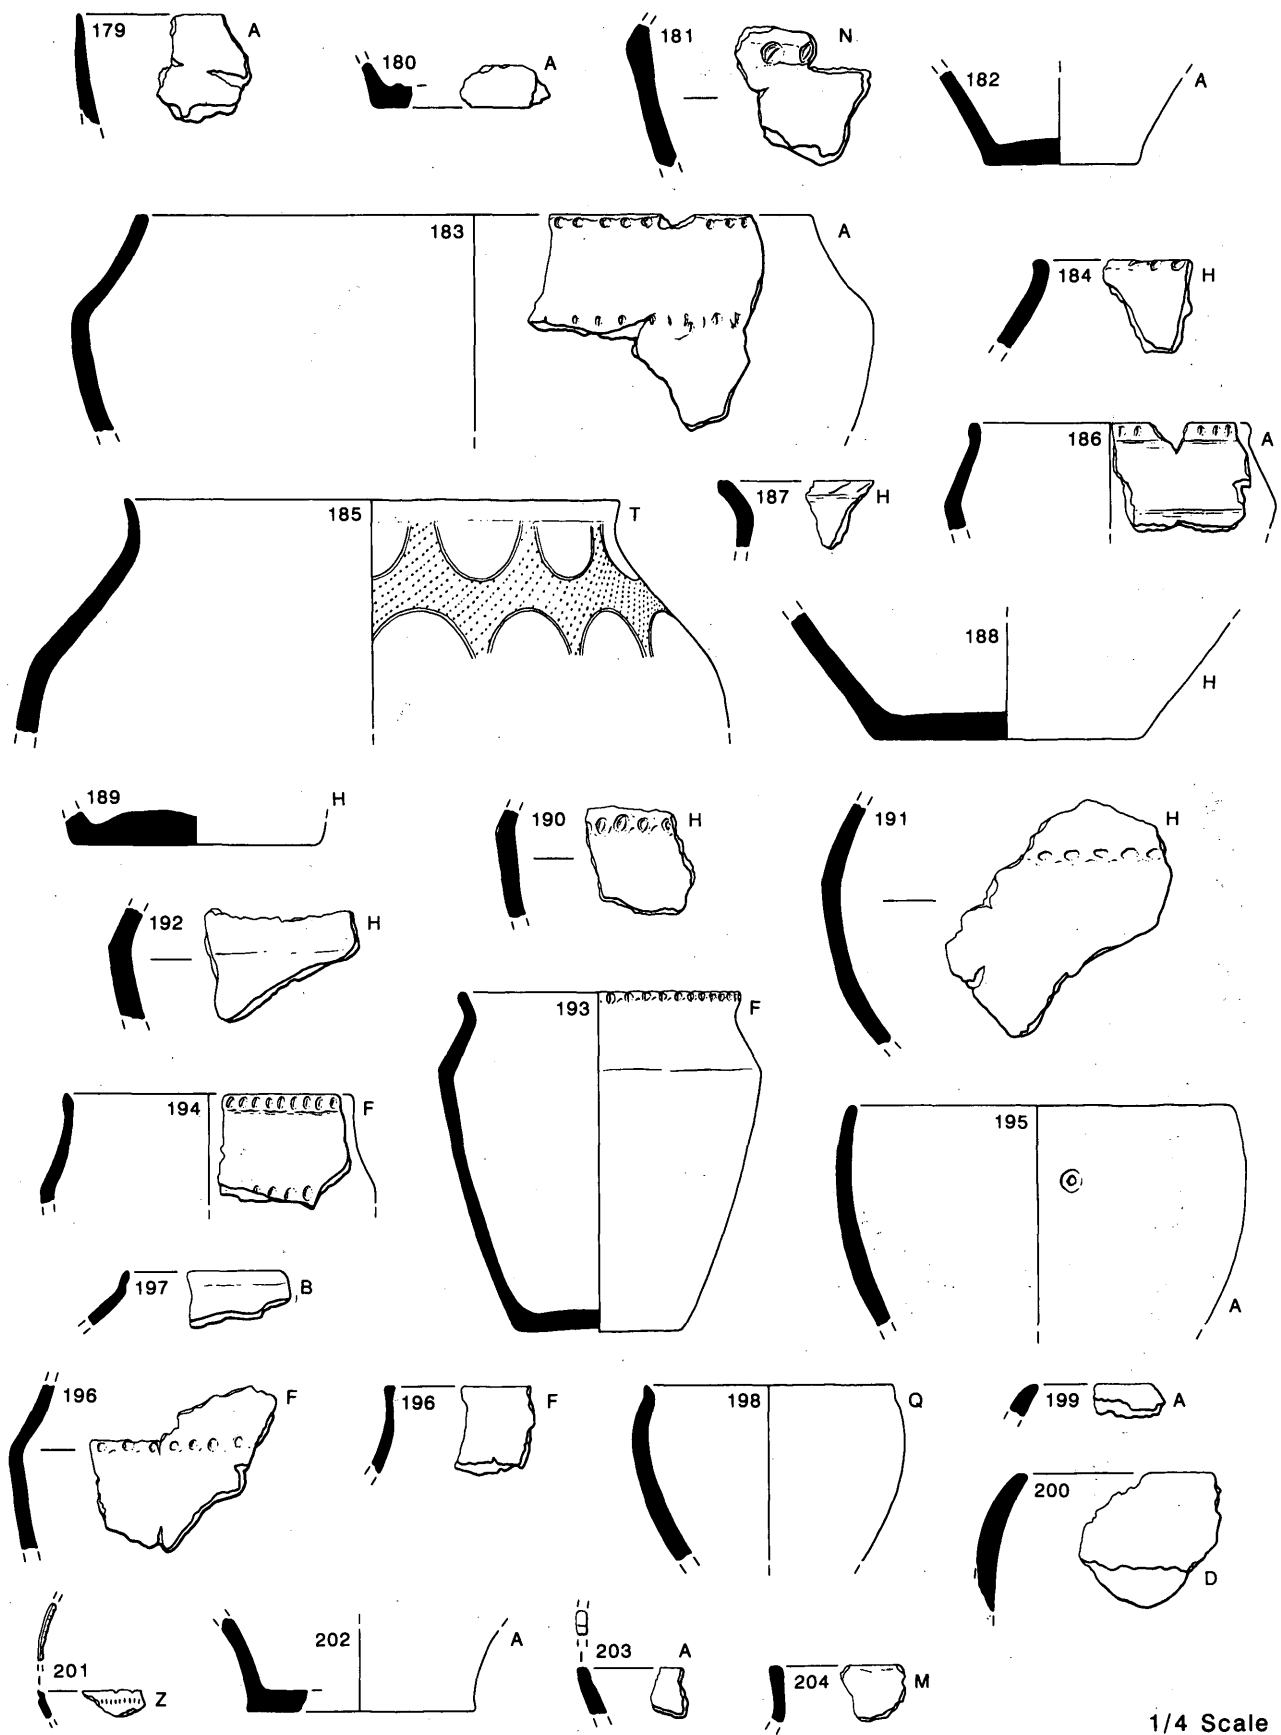 179 A
180 A
181 N
182 A
183 A
184 H
185 T
186 A
187 H
188 H
189 H
190 H
191 H
192 H
193 F
194 F
195 A
197 B
196 F
196 F
198 Q
199 A
200 D
201 Z
202 A
203 A
204 M
1/4 Scale